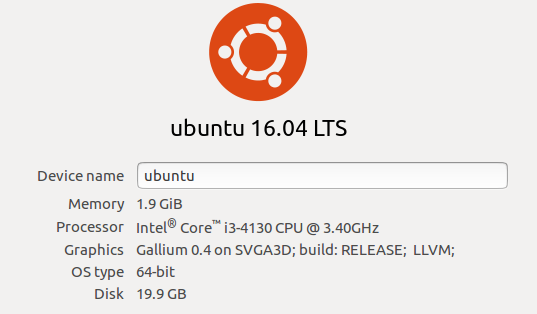 ubuntu 16.04 LTS
Device name ubuntu
Memory 1.9 GiB
Processor Intel® Core™ i3-4130 CPU @ 3.40GHz
Graphics Gallium 0.4 on SVGA3D; build: RELEASE; LLVM;
OS type 64-bit
Disk 19.9 GB